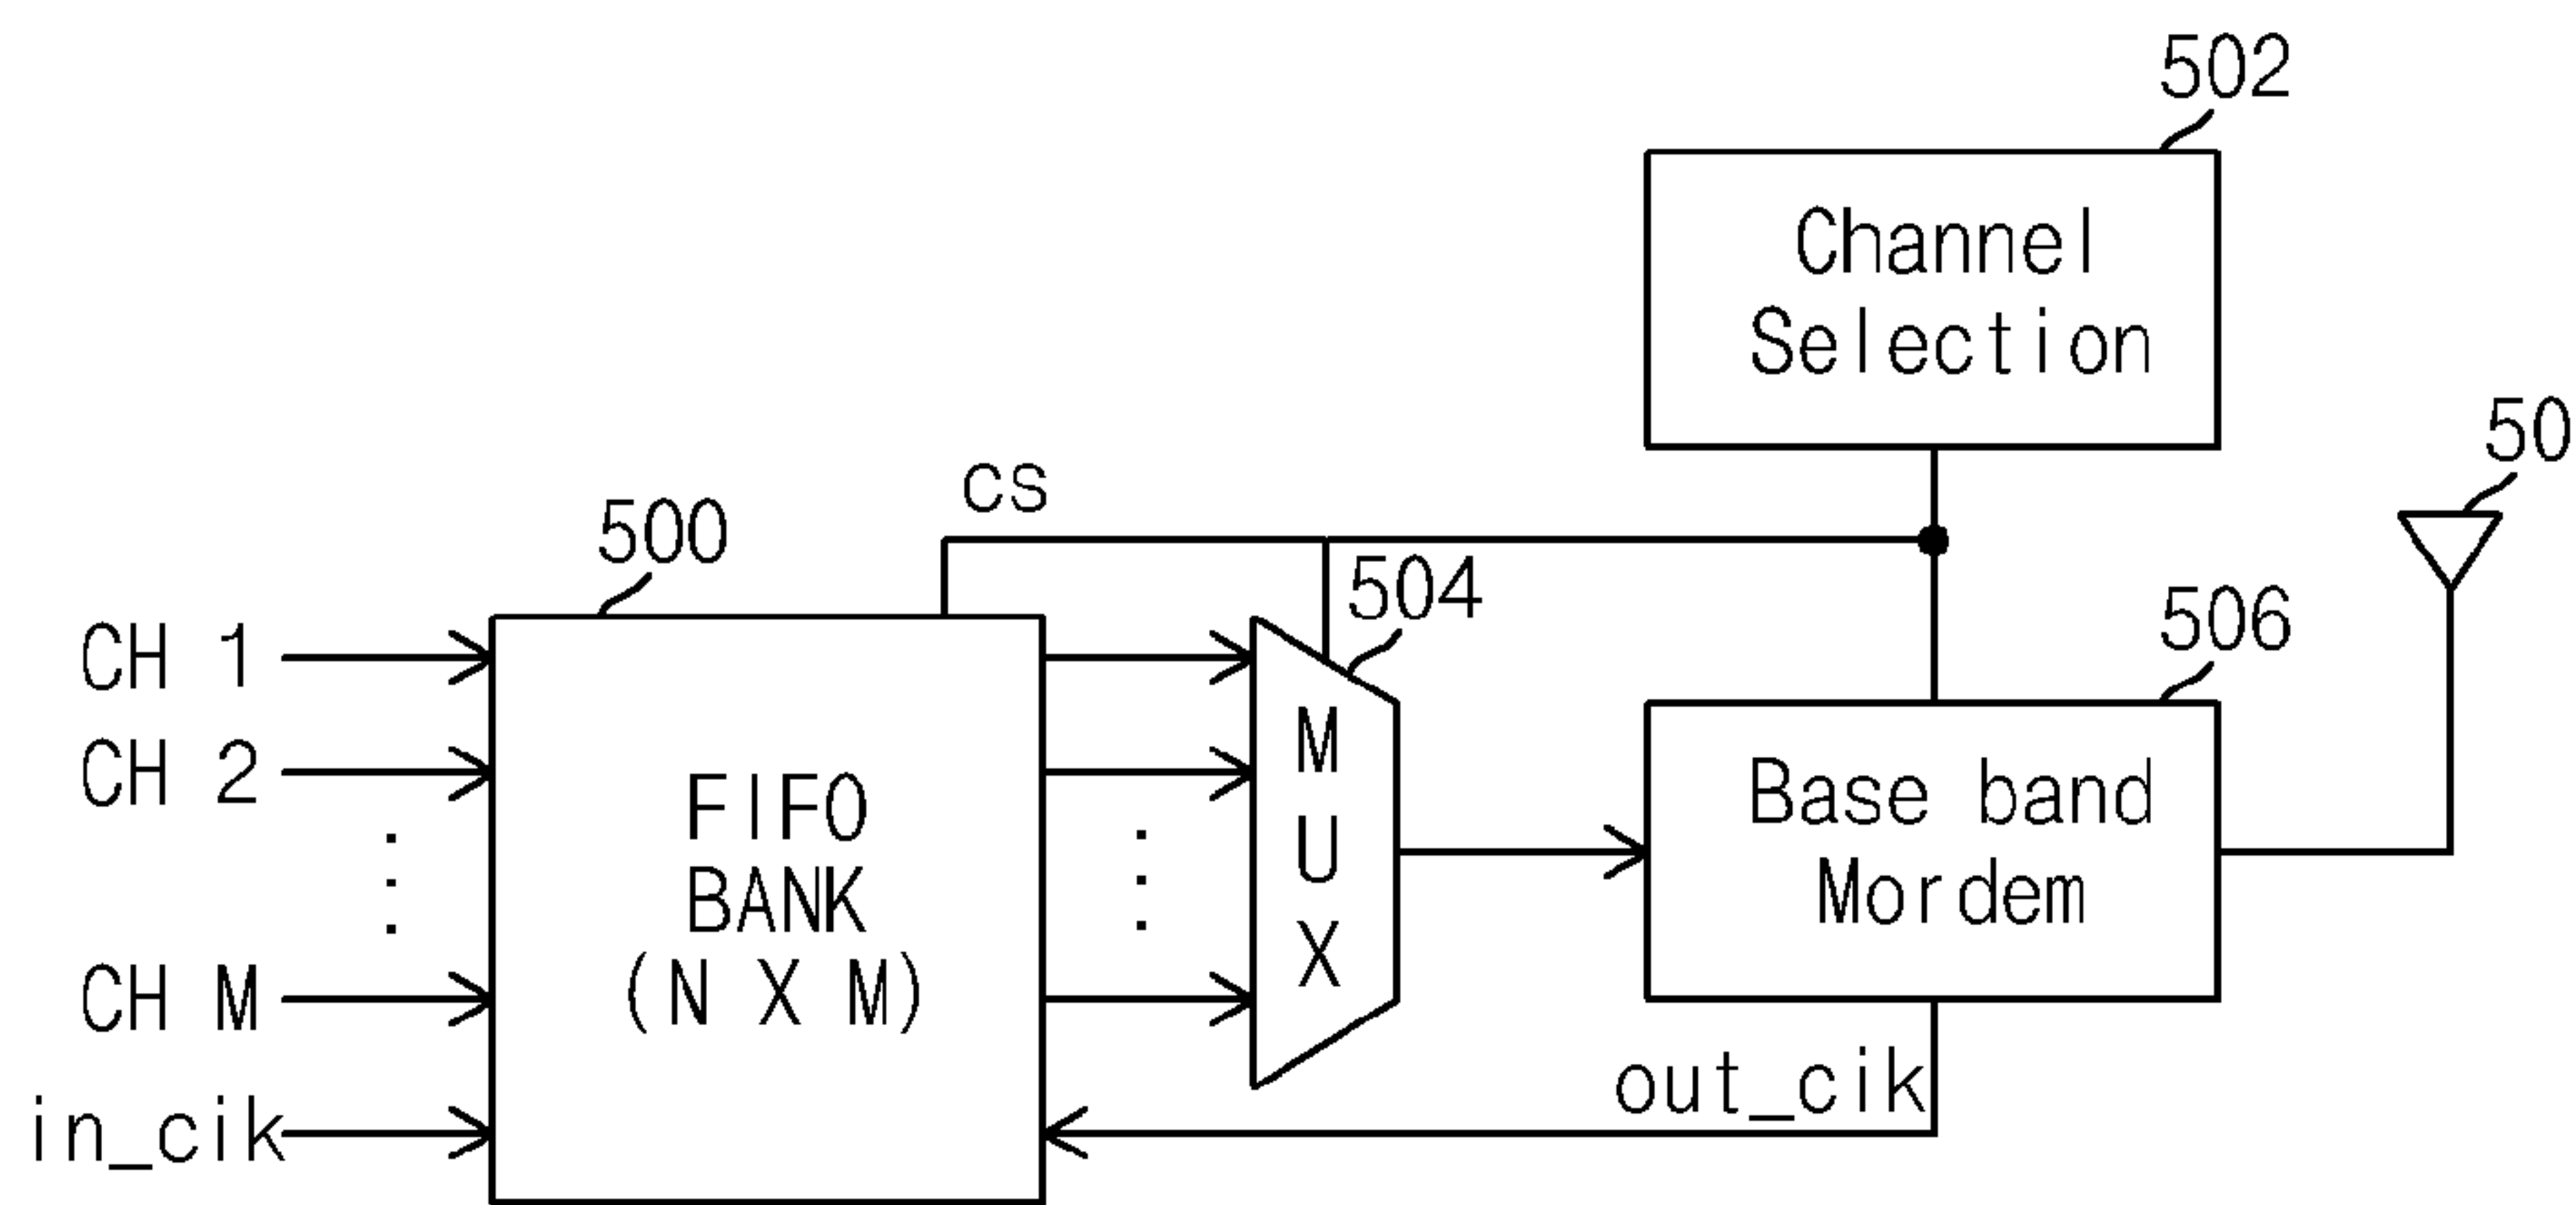 502
Channel
Selection
50
cs
500
504
506
CH 1
CH 2
CH M
in_cik
FIFO
BANK
(N X M)
M
U
X
Base band
Mordem
out_cik